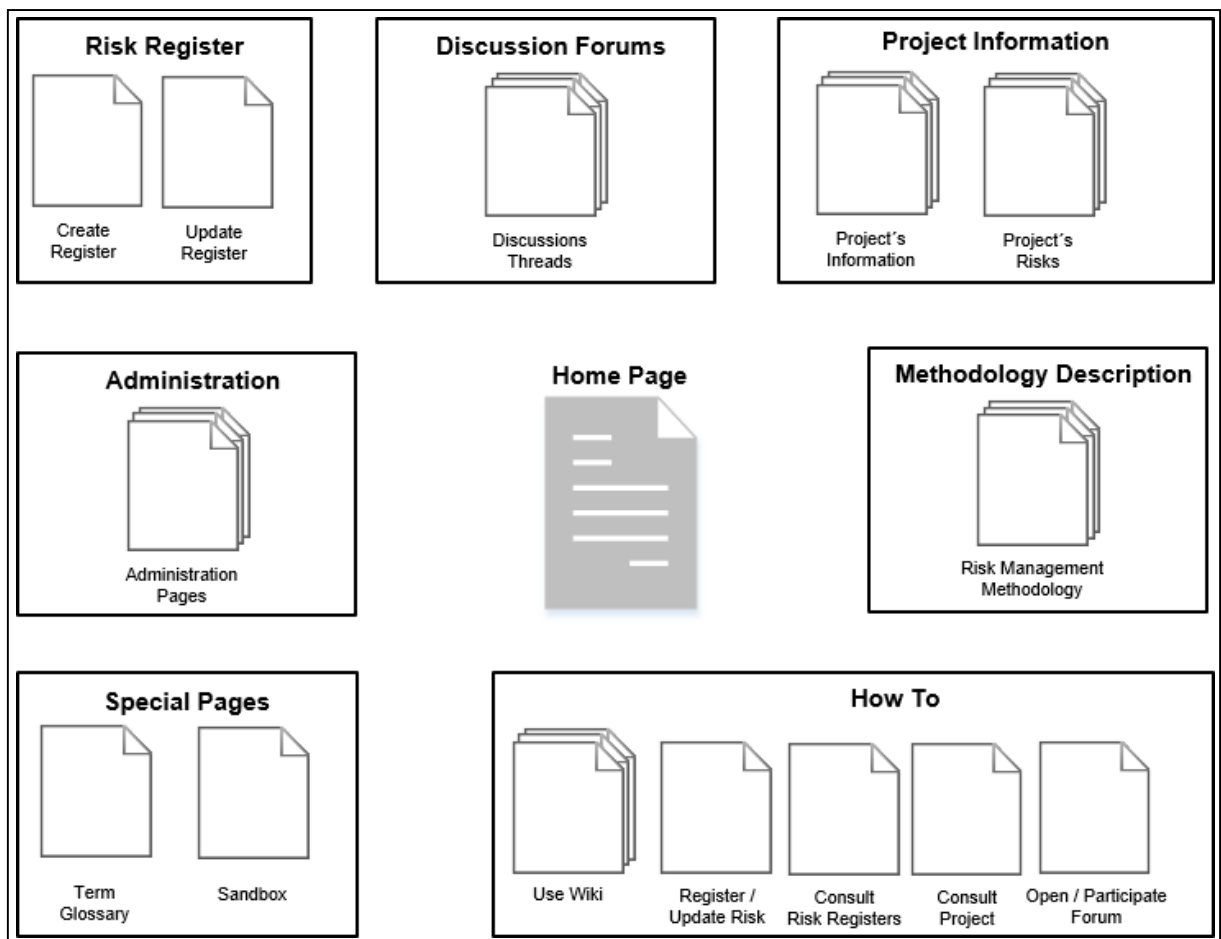 Risk Register
Create
Register
Update
Register
Discussion Forums
Discussions
Threads
Project Information
Project´s
Information
Project´s
Risks
Administration
Administration
Pages
Home Page
Methodology Description
Risk Management
Methodology
Special Pages
Term
Glossary
Sandbox
How To
Use Wiki
Register /
Update Risk
Consult
Risk Registers
Consult
Project
Open / Participate
Forum